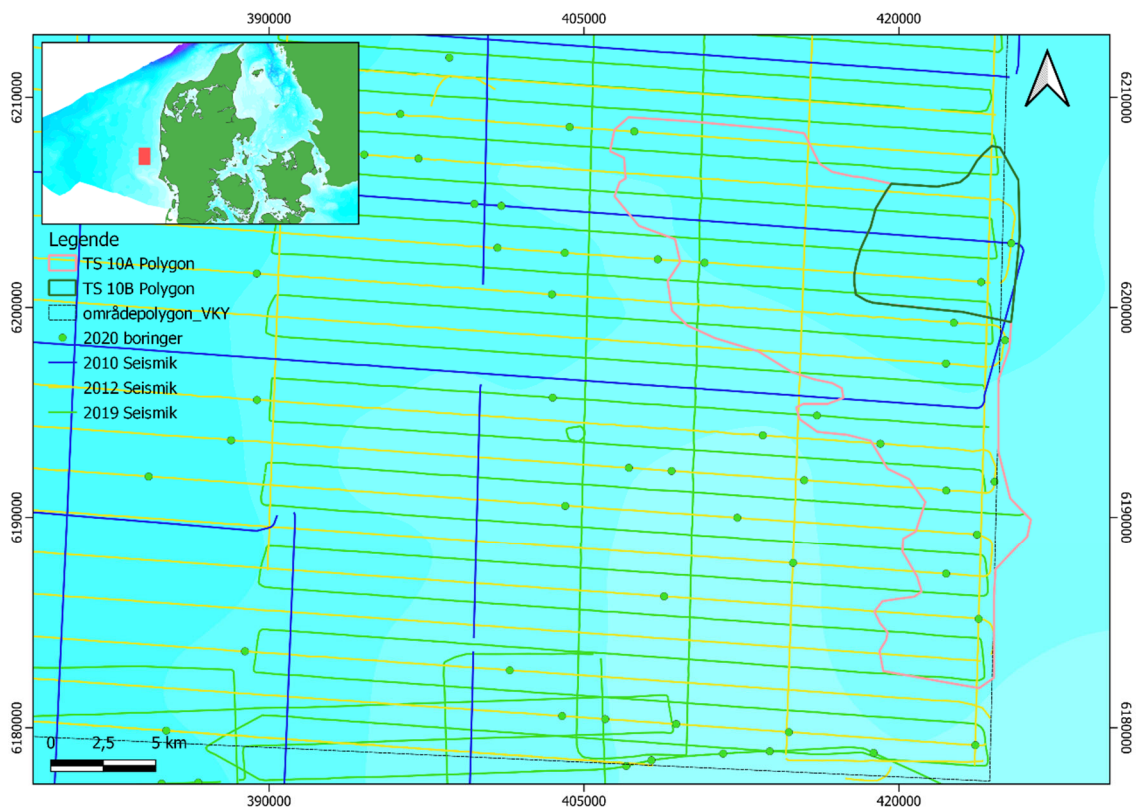 390000 405000 420000
6210000 6210000
Legende
TS 10A Polygon
TS 10B Polygon
områdepolygon_VKY
2020 boringer
2010 Seismik
2012 Seismik
2019 Seismik
6200000 6200000
6190000 6190000
6180000 6180000
0 2,5 5 km
390000 405000 420000